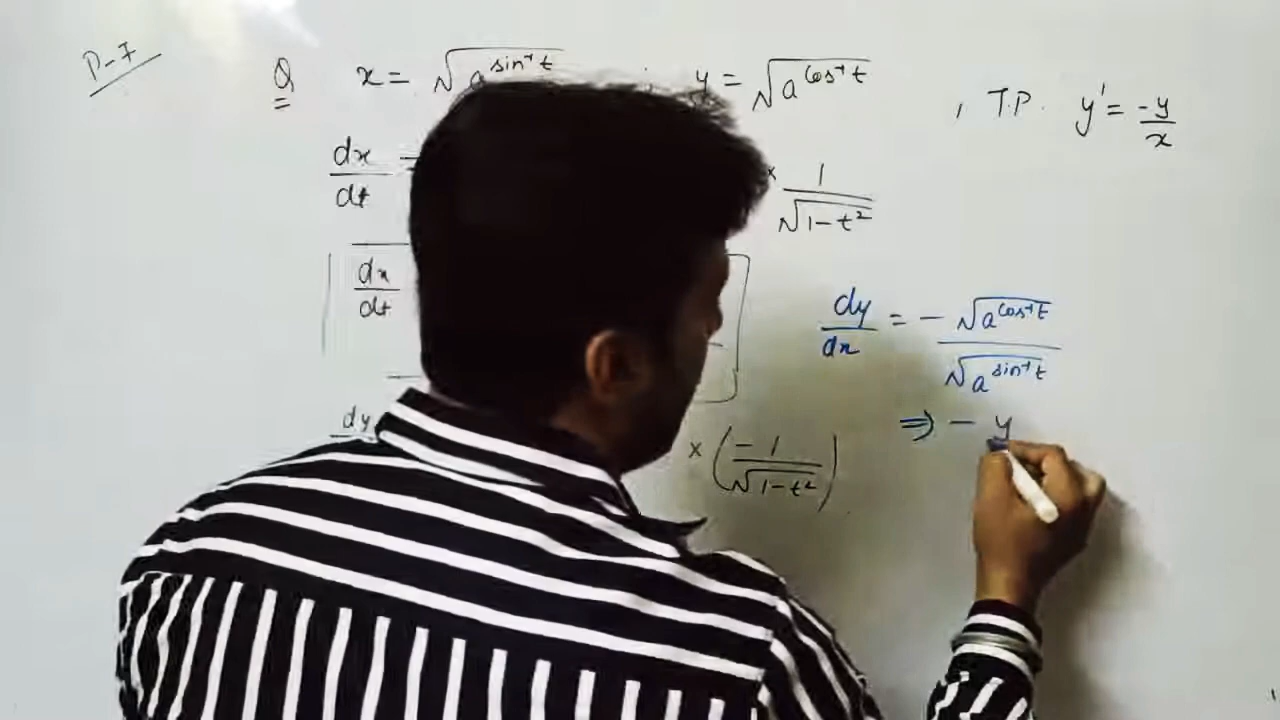 P-7
Q x = √a^sin⁻¹t ; y = √a^cos⁻¹t , T.P. y' = -y/x
dx/dt = × 1/√1-t²
dx/dt
dy/dx = - √a^cos⁻¹t / √a^sin⁻¹t
⇒ - y
dy × (-1/√1-t²)